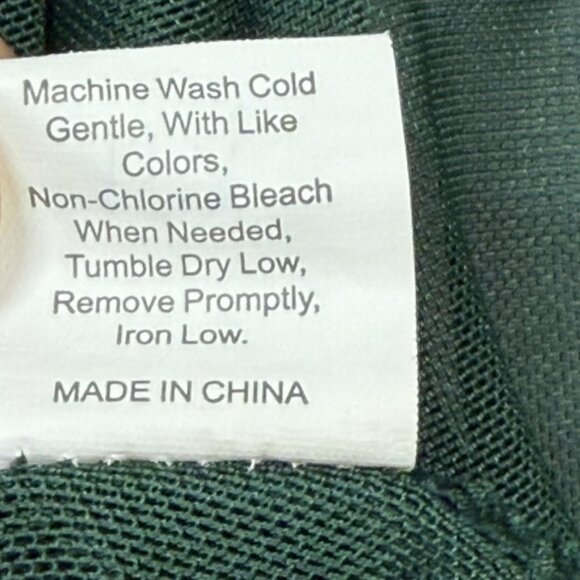 Machine Wash Cold
Gentle, With Like
Colors,
Non-Chlorine Bleach
When Needed,
Tumble Dry Low,
Remove Promptly,
Iron Low.
MADE IN CHINA